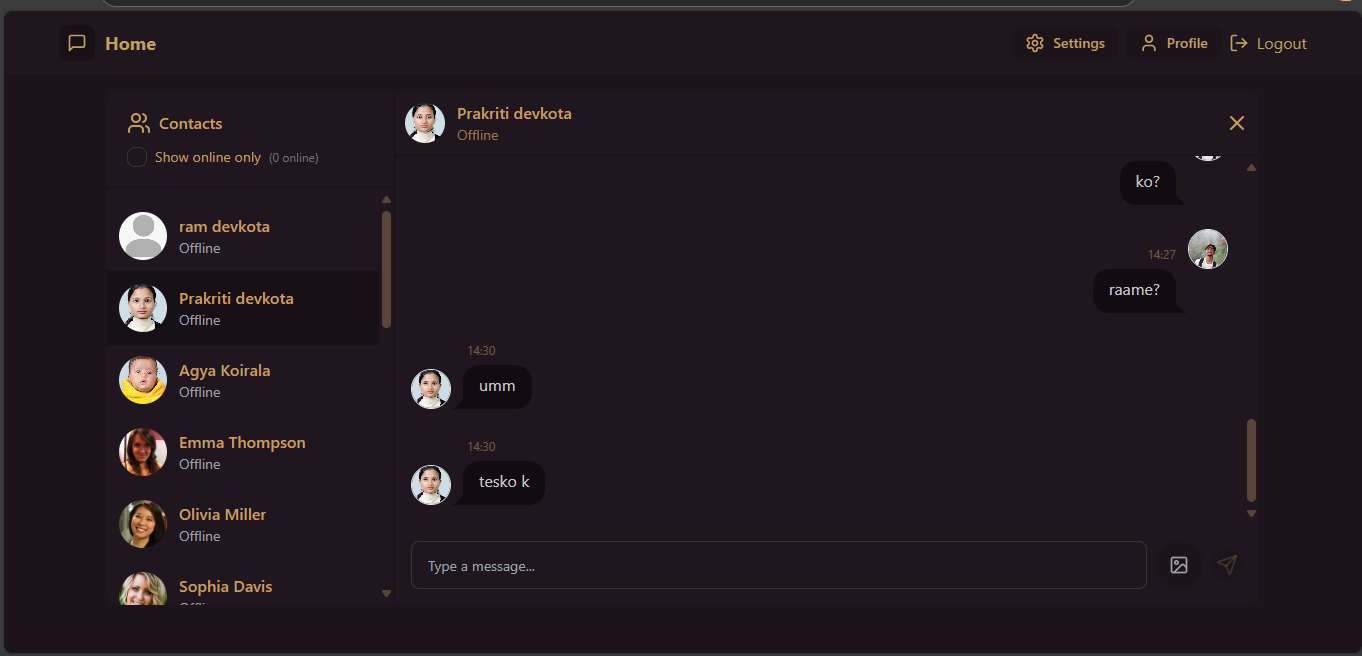 Home
Settings
Profile
Logout
Contacts
Show online only (0 online)
ram devkota
Offline
Prakriti devkota
Offline
Agya Koirala
Offline
Emma Thompson
Offline
Olivia Miller
Offline
Sophia Davis
Prakriti devkota
Offline
ko?
14:27
raame?
14:30
umm
14:30
tesko k
Type a message...